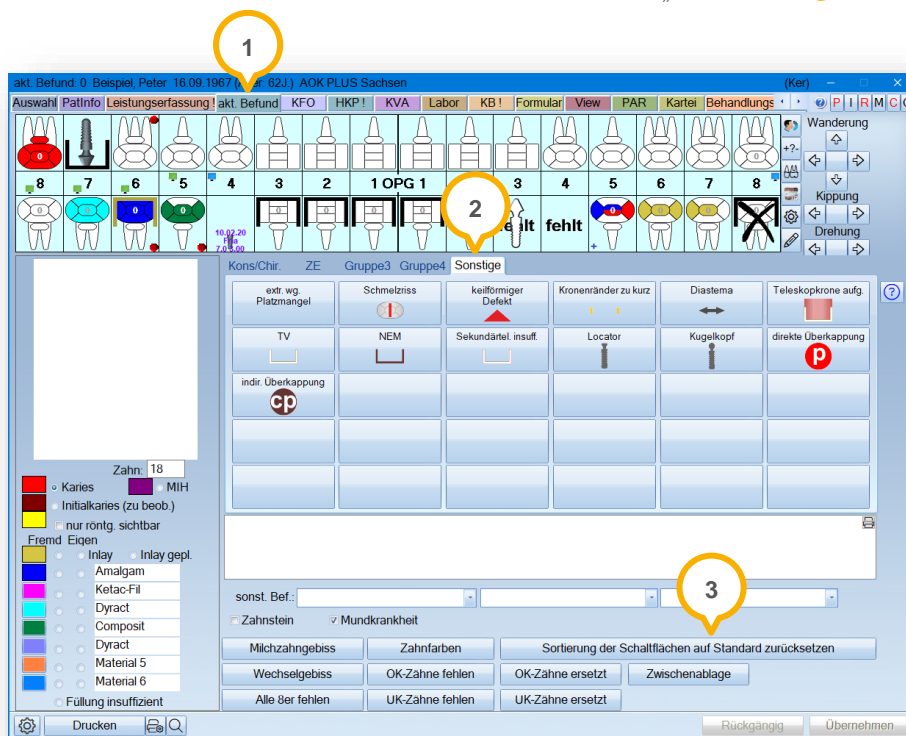 1
akt. Befund: 0 Beispiel, Peter 16.09.1967 62J.) AOK PLUS Sachsen (Ker)
Auswahl PatInfo Leistungserfassung ! akt. Befund KFO HKP ! KVA Labor KB ! Formular View PAR Kartei Behandlungs P I R M C
Wanderung
+?-
8 7 6 5 4 3 2 1 OPG 1 3 4 5 6 7 8
Kippung
2
fehlt
Drehung
10.02.20
Kons/Chir. ZE Gruppe3 Gruppe4 Sonstige
extr. wg. Platzmangel Schmelzriss keilförmiger Defekt Kronenränder zu kurz Diastema Teleskopkrone aufg.
TV NEM Sekundärtel. insuff. Locator Kugelkopf direkte Überkappung
p
indir. Überkappung
cp
Zahn: 18
Karies MIH
Initialkaries (zu beob.)
nur röntg. sichtbar
Fremd Eigen
Inlay Inlay gepl.
Amalgam
Ketac-Fil
Dyract
Composit
Dyract
Material 5
Material 6
Füllung insuffizient
3
sonst. Bef.:
Zahnstein Mundkrankheit
Milchzahngebiss Zahnfarben Sortierung der Schaltflächen auf Standard zurücksetzen
Wechselgebiss OK-Zähne fehlen OK-Zähne ersetzt Zwischenablage
Alle 8er fehlen UK-Zähne fehlen UK-Zähne ersetzt
Drucken Rückgängig Übernehmen